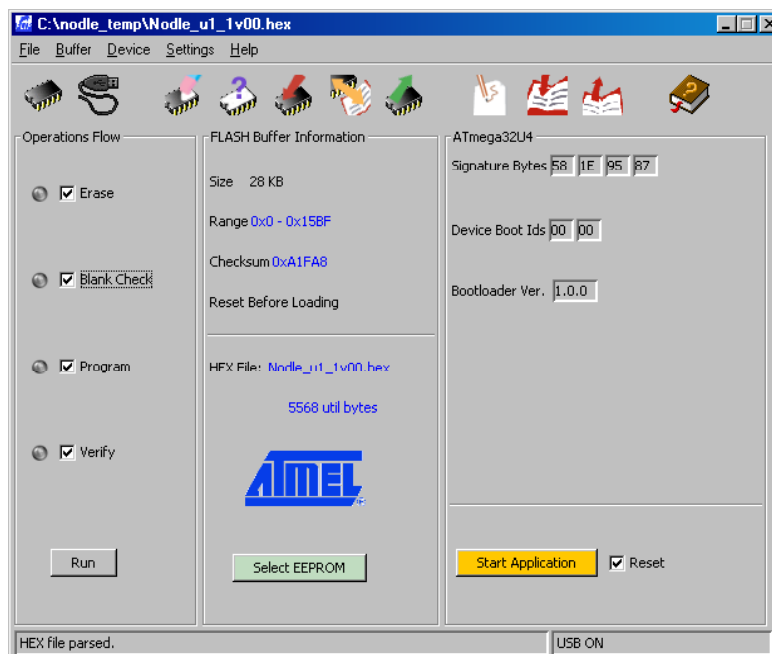 C:\nodle_temp\Nodle_u1_1v00.hex
File Buffer Device Settings Help
Operations Flow
Erase
Blank Check
Program
Verify
Run
FLASH Buffer Information
Size 28 KB
Range 0x0 - 0x15BF
Checksum 0xA1FA8
Reset Before Loading
HEX File: Nodle_u1_1v00.hex
5568 util bytes
ATMEL
Select EEPROM
ATmega32U4
Signature Bytes 58 1E 95 87
Device Boot Ids 00 00
Bootloader Ver. 1.0.0
Start Application Reset
HEX file parsed. USB ON